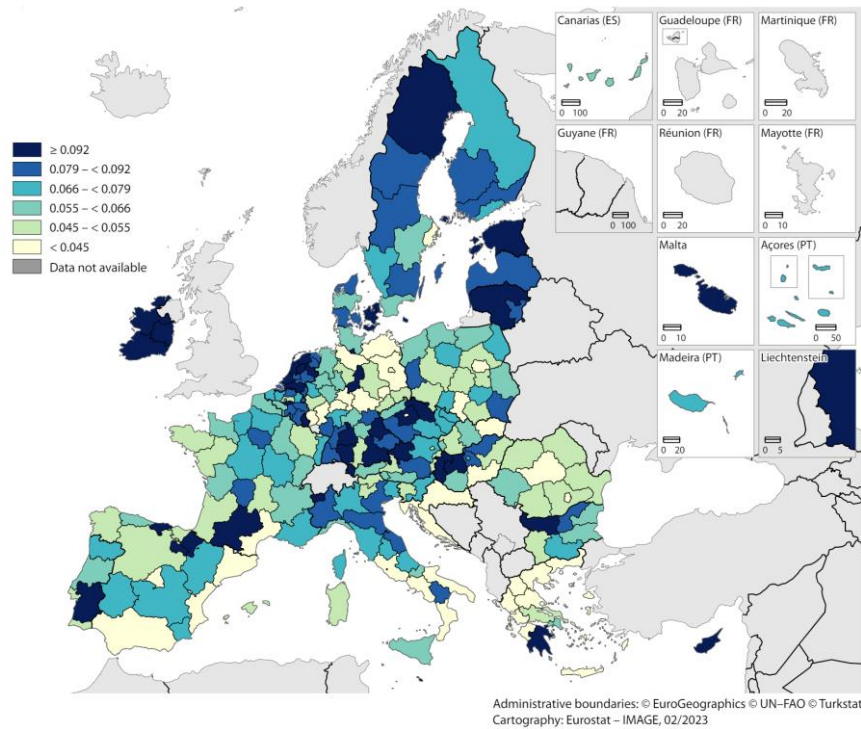 Canarias (ES)
0 100
Guadeloupe (FR)
0 20
Martinique (FR)
0 20
Guyane (FR)
0 100
Réunion (FR)
0 20
Mayotte (FR)
0 10
Malta
0 10
Açores (PT)
0 50
Madeira (PT)
0 20
Liechtenstein
0 5
≥ 0.092
0.079 – < 0.092
0.066 – < 0.079
0.055 – < 0.066
0.045 – < 0.055
< 0.045
Data not available
Administrative boundaries: © EuroGeographics © UN–FAO © Turkstat
Cartography: Eurostat – IMAGE, 02/2023